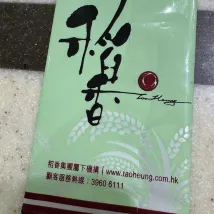 稻香
Tao Heung
稻香集團屬下機構 | www.taoheung.com.hk
顧客服務熱線：3960 6111